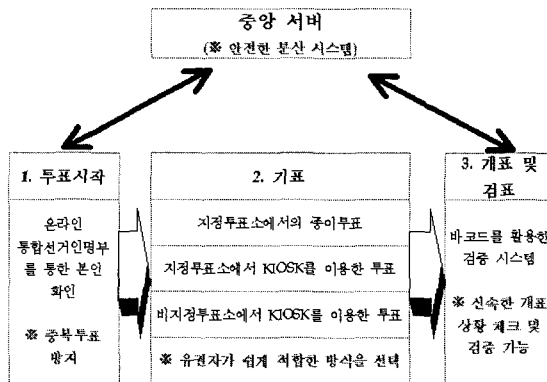 중앙 서버
(※ 안전한 분산 시스템)
1. 투표시작
온라인
통합선거인명부
를 통한 본인
확인
※ 중복투표
방지
2. 기표
지정투표소에서의 종이투표
지정투표소에서 KIOSK를 이용한 투표
비지정투표소에서 KIOSK를 이용한 투표
※ 유권자가 쉽게 적합한 방식을 선택
3. 개표 및
검표
바코드를 활용한
검증 시스템
※ 신속한 개표
상황 체크 및
검증 가능